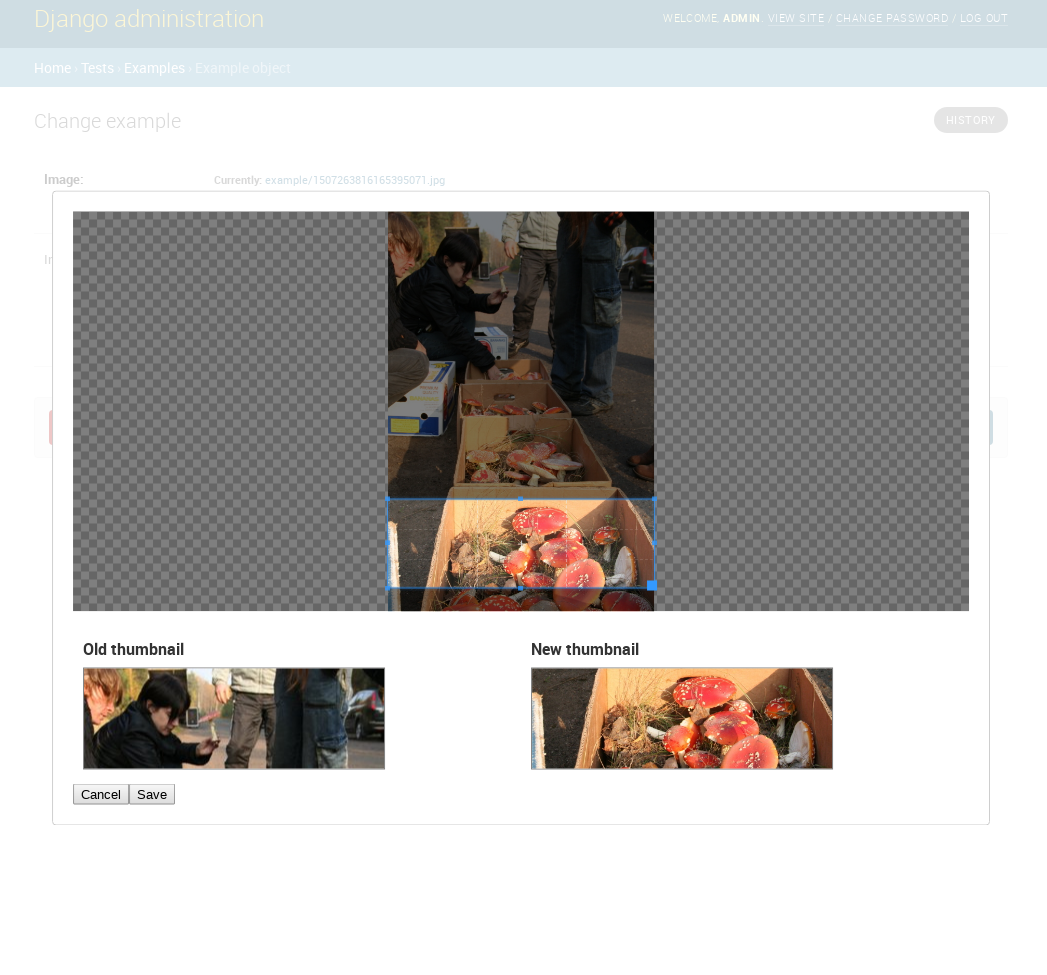 Django administration
WELCOME, ADMIN. VIEW SITE / CHANGE PASSWORD / LOG OUT
Home › Tests › Examples › Example object
Change example
HISTORY
Image:
Currently: example/1507263816165395071.jpg
Old thumbnail
New thumbnail
Cancel
Save